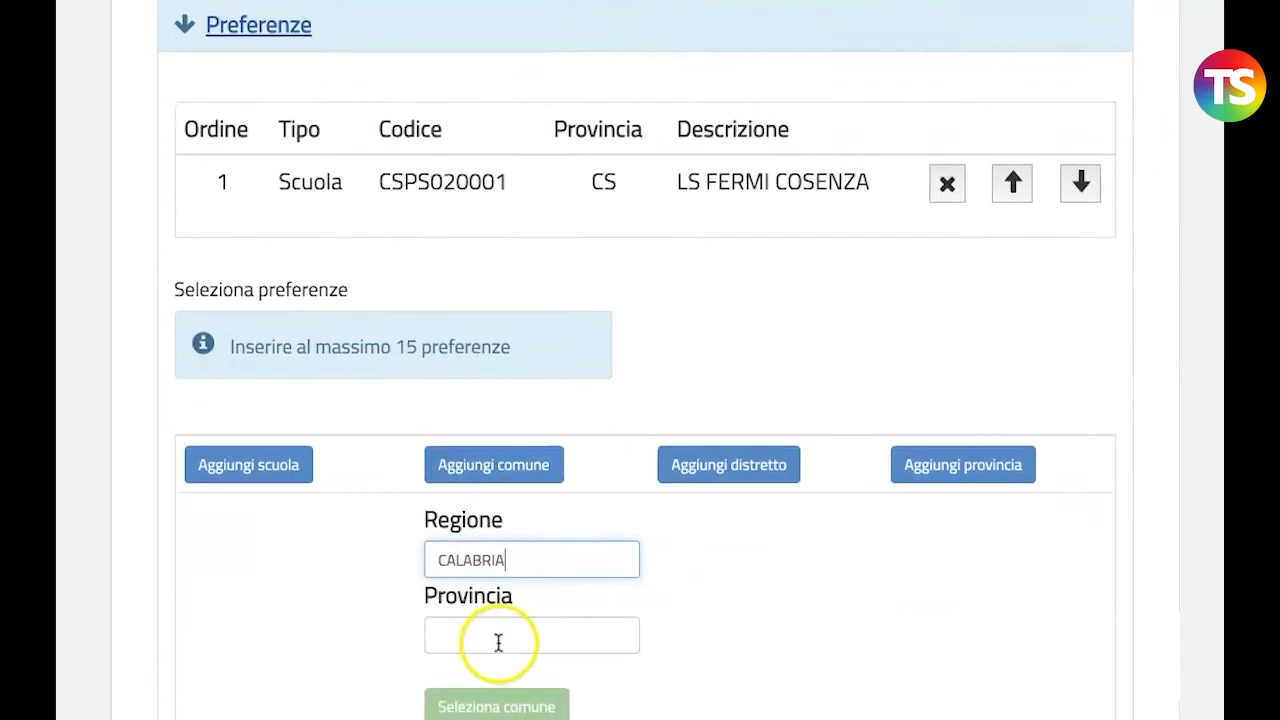 Preferenze
TS
Ordine Tipo Codice Provincia Descrizione
1 Scuola CSPS020001 CS LS FERMI COSENZA
Seleziona preferenze
Inserire al massimo 15 preferenze
Aggiungi scuola Aggiungi comune Aggiungi distretto Aggiungi provincia
Regione
CALABRIA
Provincia
Seleziona comune